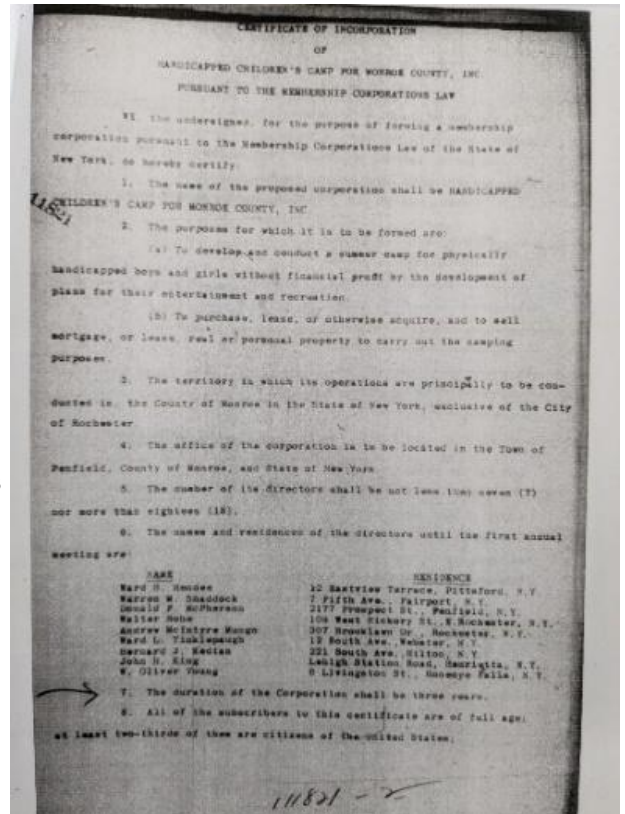 CERTIFICATE OF INCORPORATION
OF
HANDICAPPED CHILDREN'S CAMP FOR MONROE COUNTY, INC.
PURSUANT TO THE MEMBERSHIP CORPORATIONS LAW
WE, the undersigned, for the purpose of forming a membership
corporation pursuant to the Membership Corporations Law of the State of
New York, do hereby certify:
1. The name of the proposed corporation shall be HANDICAPPED
CHILDREN'S CAMP FOR MONROE COUNTY, INC.
11821
2. The purposes for which it is to be formed are:
(a) To develop and conduct a summer camp for physically
handicapped boys and girls without financial profit by the development of
plans for their entertainment and recreation.
(b) To purchase, lease, or otherwise acquire, and to sell
mortgage, or lease, real or personal property to carry out the camping
purposes.
3. The territory in which its operations are principally to be con-
ducted is, the County of Monroe in the State of New York, exclusive of the City
of Rochester
4. The office of the corporation is to be located in the Town of
Penfield, County of Monroe, and State of New York.
5. The number of its directors shall be not less than seven (7)
nor more than eighteen (18).
6. The names and residences of the directors until the first annual
meeting are:
NAME RESIDENCE
Ward H. 12 Eastview Terrace, Pittsford, N.Y.
Warren W. Shaddock 7 Fifth Ave., Fairport, N.Y.
Donald P. McPherson 2177 Prospect St., Penfield, N.Y.
Walter 104 West Hickory St., E.Rochester, N.Y.
Andrew McIntyre 307 Brooklawn Dr., Rochester, N.Y.
Ward L. Tinklepaugh 12 South Ave., Webster, N.Y.
Bernard J. 221 South Ave., Hilton, N.Y.
John H. King Lehigh Station Road, Henrietta, N.Y.
W. Oliver Young 8 Livingston St., Honeoye Falls, N.Y.
7. The duration of the Corporation shall be three years.
8. All of the subscribers to this certificate are of full age;
at least two-thirds of them are citizens of the United States;
111821 - 2